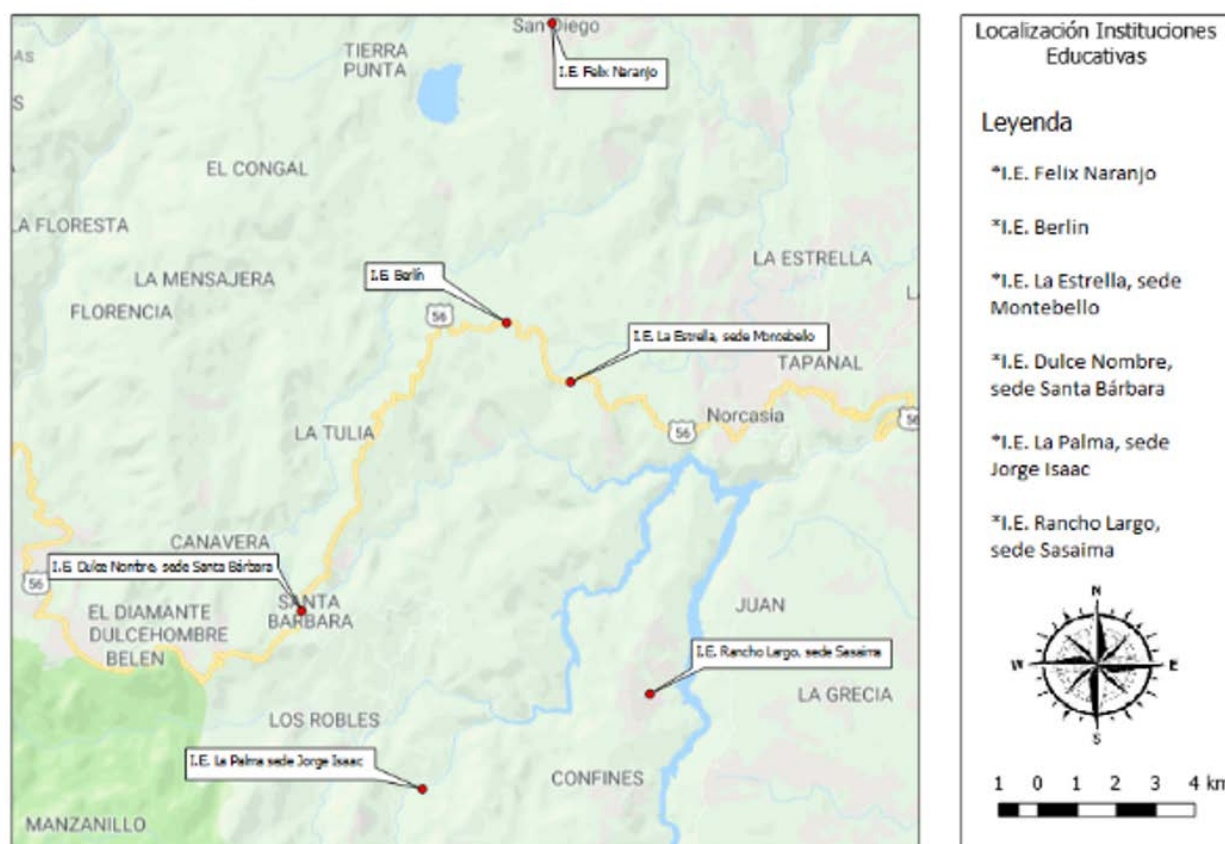 San Diego
As
TIERRA
PUNTA
I.E. Felix Naranjo
S
EL CONGAL
LA FLORESTA
LA ESTRELLA
LA MENSAJERA
I.E. Berlín
FLORENCIA
56
I.E. La Estrella, sede Montebello
TAPANAL
Norcasia
LA TULIA
56
56
CANAVERA
I.E. Dulce Nombre, sede Santa Bárbara
56
SANTA
BARBARA
EL DIAMANTE
DULCEHOMBRE
BELEN
JUAN
I.E. Rancho Largo, sede Sasaima
LA GRECIA
LOS ROBLES
I.E. La Palma sede Jorge Isaac
CONFINES
MANZANILLO
Localización Instituciones
Educativas
Leyenda
*I.E. Felix Naranjo
*I.E. Berlin
*I.E. La Estrella, sede
Montebello
*I.E. Dulce Nombre,
sede Santa Bárbara
*I.E. La Palma, sede
Jorge Isaac
*I.E. Rancho Largo,
sede Sasaima
N
W E
S
1 0 1 2 3 4 km